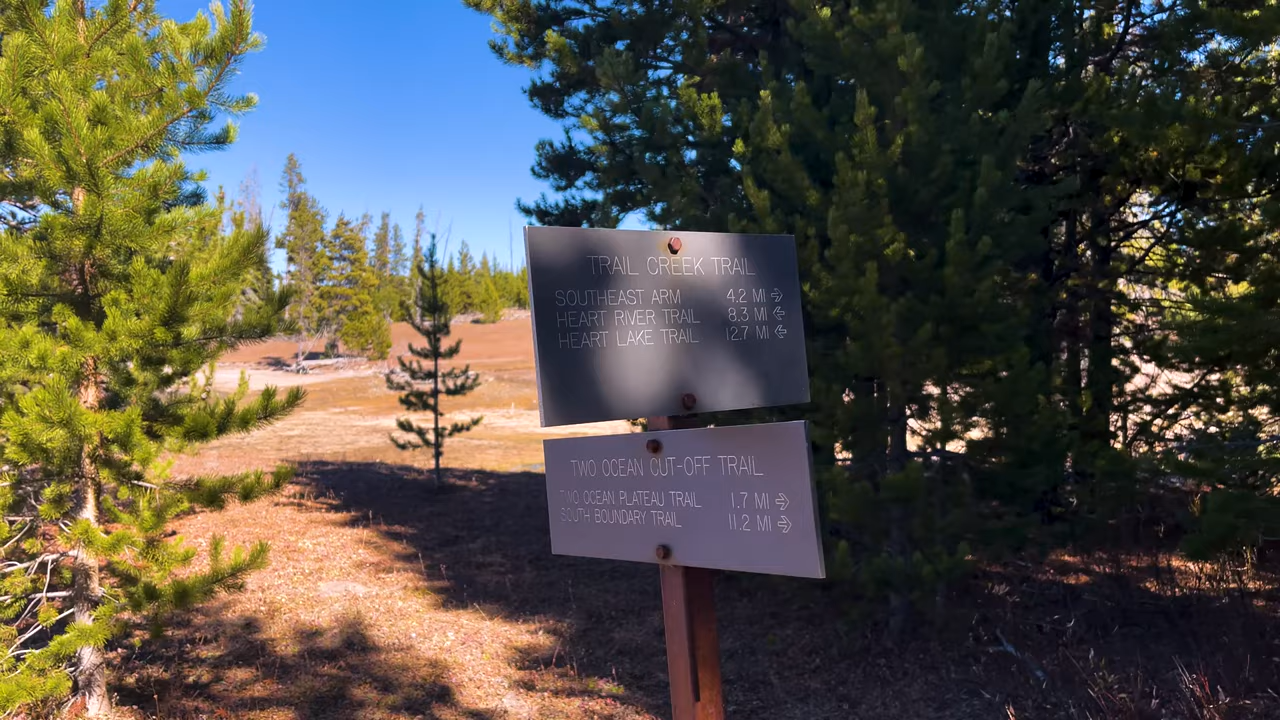 TRAIL CREEK TRAIL
SOUTHEAST ARM 4.2 MI →
HEART RIVER TRAIL 8.3 MI ←
HEART LAKE TRAIL 12.7 MI ←
TWO OCEAN CUT-OFF TRAIL
TWO OCEAN PLATEAU TRAIL 1.7 MI →
SOUTH BOUNDARY TRAIL 11.2 MI →